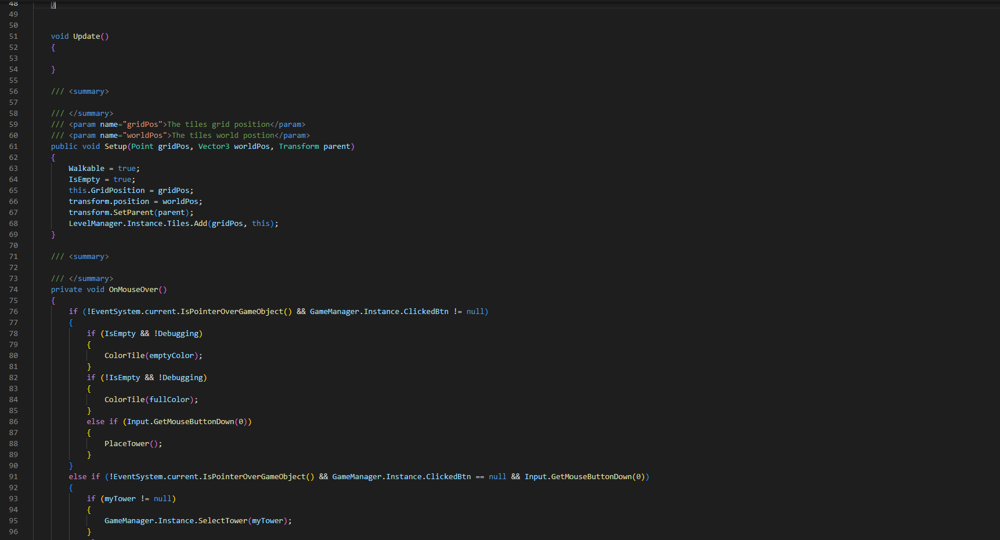 48 }
49
50
51 void Update()
52 {
53
54 }
55
56 /// <summary>
57
58 /// </summary>
59 /// <param name="gridPos">The tiles grid position</param>
60 /// <param name="worldPos">The tiles world postion</param>
61 public void Setup(Point gridPos, Vector3 worldPos, Transform parent)
62 {
63 Walkable = true;
64 IsEmpty = true;
65 this.GridPosition = gridPos;
66 transform.position = worldPos;
67 transform.SetParent(parent);
68 LevelManager.Instance.Tiles.Add(gridPos, this);
69 }
70
71 /// <summary>
72
73 /// </summary>
74 private void OnMouseOver()
75 {
76 if (!EventSystem.current.IsPointerOverGameObject() && GameManager.Instance.ClickedBtn != null)
77 {
78 if (IsEmpty && !Debugging)
79 {
80 ColorTile(emptyColor);
81 }
82 if (!IsEmpty && !Debugging)
83 {
84 ColorTile(fullColor);
85 }
86 else if (Input.GetMouseButtonDown(0))
87 {
88 PlaceTower();
89 }
90 }
91 else if (!EventSystem.current.IsPointerOverGameObject() && GameManager.Instance.ClickedBtn == null && Input.GetMouseButtonDown(0))
92 {
93 if (myTower != null)
94 {
95 GameManager.Instance.SelectTower(myTower);
96 }